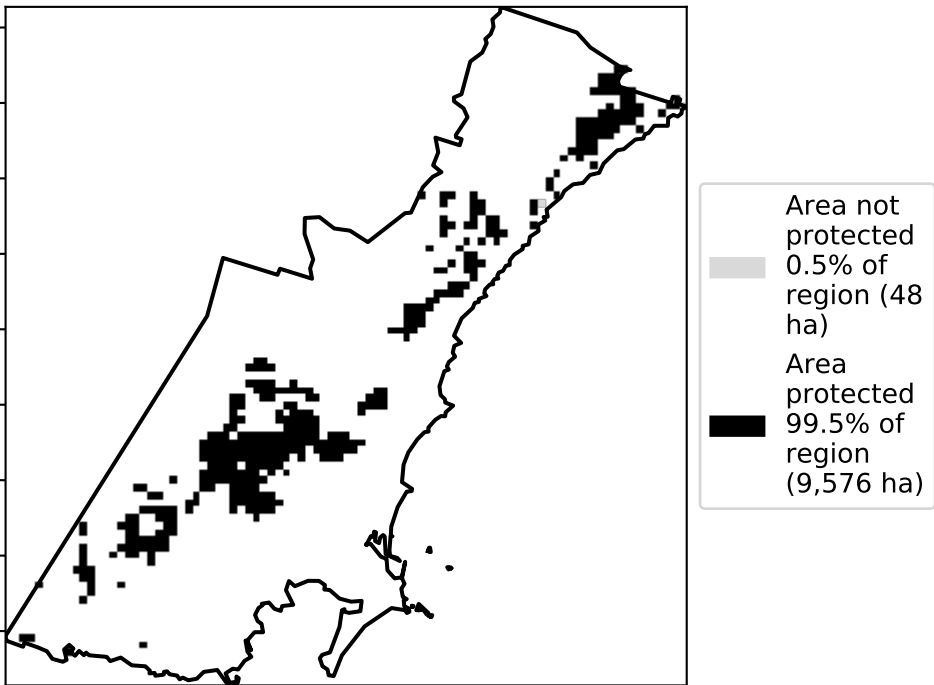 Area not
protected
0.5% of
region (48
ha)
Area
protected
99.5% of
region
(9,576 ha)